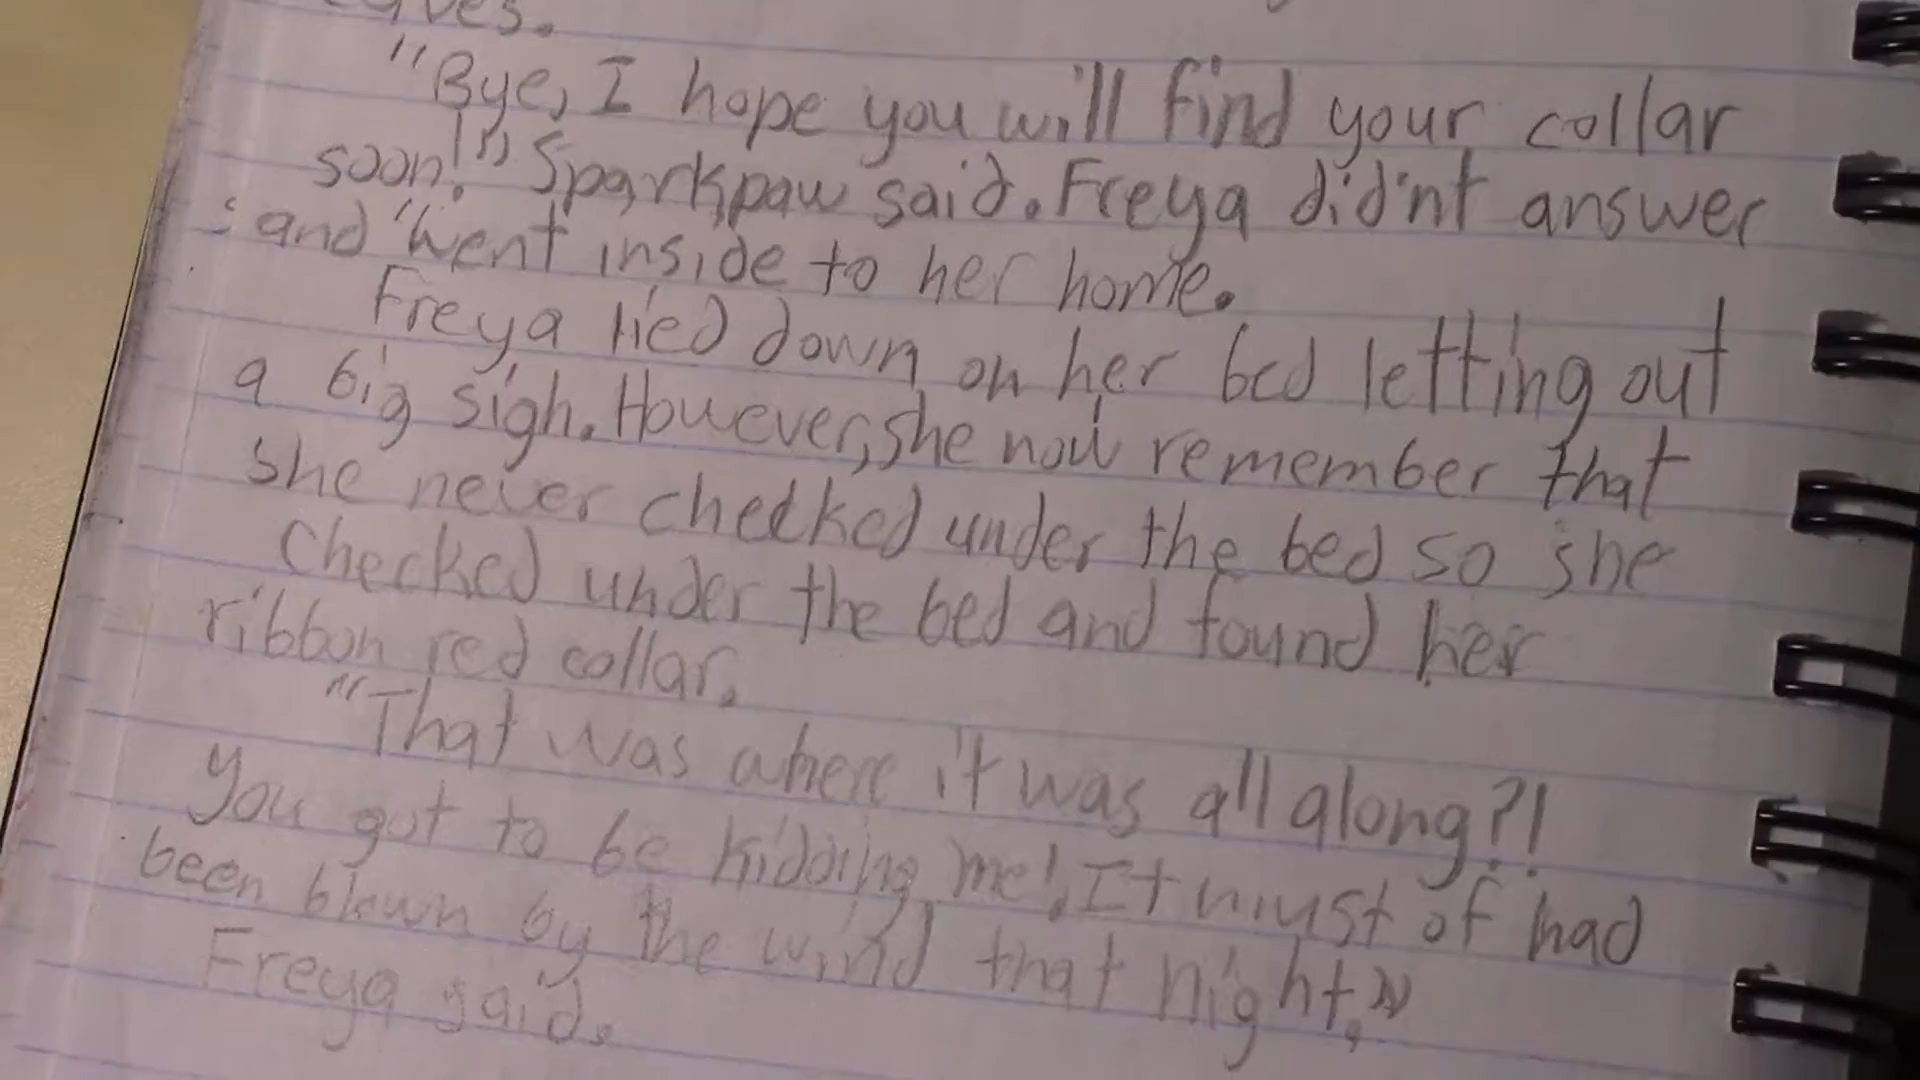 "Bye, I hope you will find your collar
soon!" Sparkpaw said. Freya did'nt answer
and went inside to her home.
Freya lied down on her bed letting out
a big sigh. However, she now remember that
she never checked under the bed so she
checked under the bed and found her
ribbon red collar.
"That was where it was all along?!
You got to be kidding me! It must of had
been blown by the wind that night,"
Freya said.